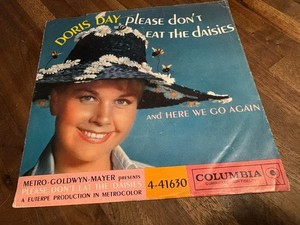 DORIS DAY please don't
eat the daisies
and HERE WE GO AGAIN
METRO-GOLDWYN-MAYER presents
PLEASE DON'T EAT THE DAISIES
A EUTERPE PRODUCTION IN METROCOLOR
4-41630
COLUMBIA